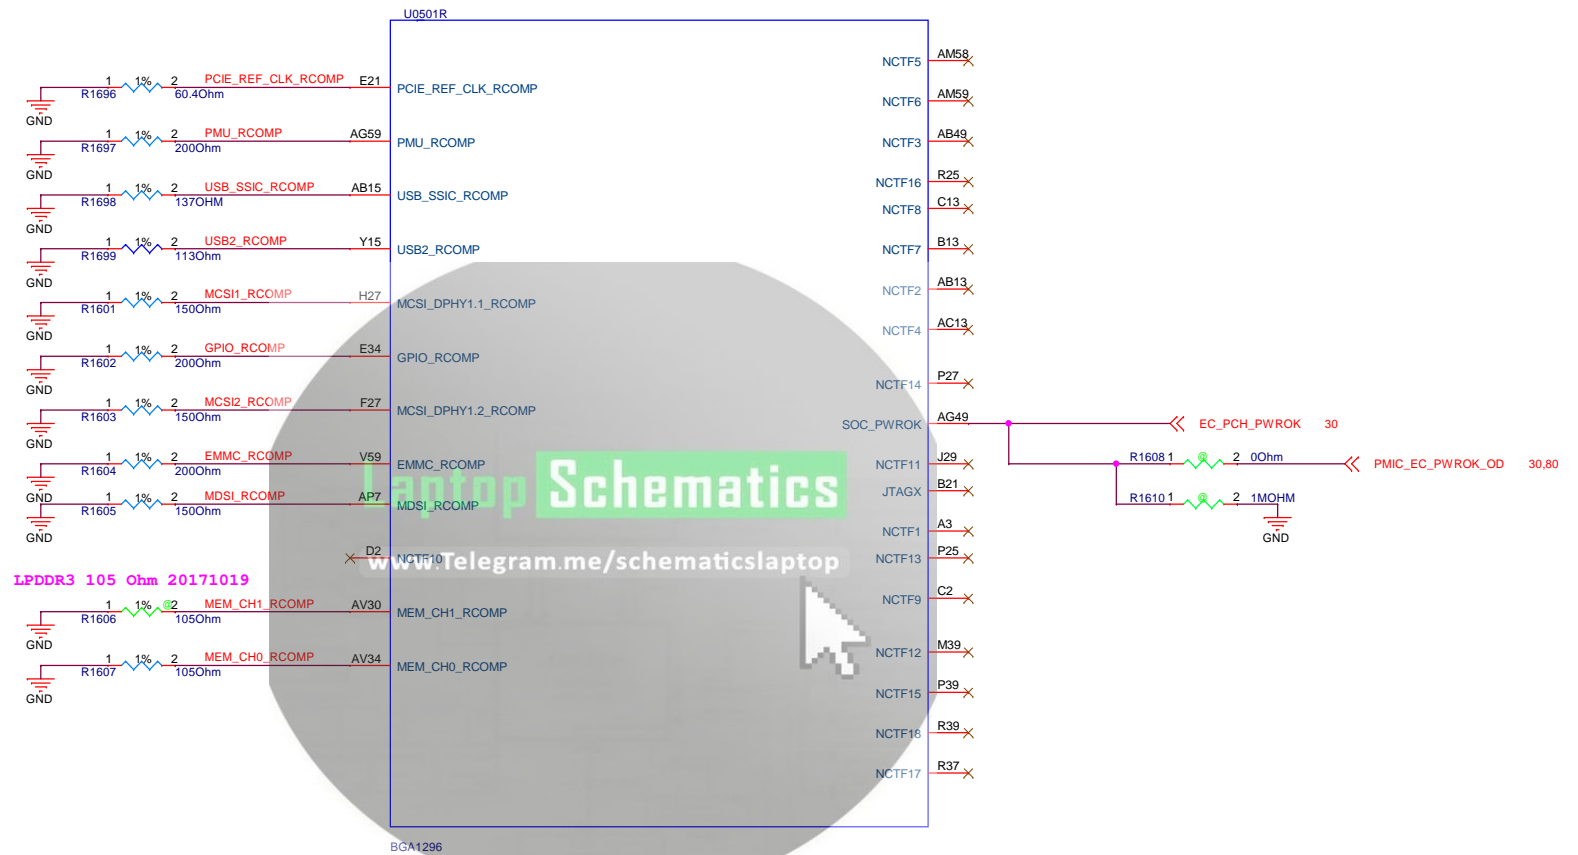 U0501R
1 1% 2 PCIE_REF_CLK_RCOMP E21
R1696 60.4Ohm
PCIE_REF_CLK_RCOMP
GND
1 1% 2 PMU_RCOMP AG59
R1697 200Ohm
PMU_RCOMP
GND
1 1% 2 USB_SSIC_RCOMP AB15
R1698 137OHM
USB_SSIC_RCOMP
GND
1 1% 2 USB2_RCOMP Y15
R1699 113Ohm
USB2_RCOMP
GND
1 1% 2 MCSI1_RCOMP H27
R1601 150Ohm
MCSI_DPHY1.1_RCOMP
GND
1 1% 2 GPIO_RCOMP E34
R1602 200Ohm
GPIO_RCOMP
GND
1 1% 2 MCSI2_RCOMP F27
R1603 150Ohm
MCSI_DPHY1.2_RCOMP
GND
1 1% 2 EMMC_RCOMP V59
R1604 200Ohm
EMMC_RCOMP
GND
1 1% 2 MDSI_RCOMP AP7
R1605 150Ohm
MDSI_RCOMP
GND
D2 NCTF10
LPDDR3 105 Ohm 20171019
1 1% @ 2 MEM_CH1_RCOMP AV30
R1606 105Ohm
MEM_CH1_RCOMP
GND
1 1% 2 MEM_CH0_RCOMP AV34
R1607 105Ohm
MEM_CH0_RCOMP
GND
NCTF5 AM58
NCTF6 AM59
NCTF3 AB49
NCTF16 R25
NCTF8 C13
NCTF7 B13
NCTF2 AB13
NCTF4 AC13
NCTF14 P27
SOC_PWROK AG49
EC_PCH_PWROK 30
NCTF11 J29
R1608 1 @ 2 0Ohm
PMIC_EC_PWROK_OD 30,80
JTAGX B21
R1610 1 @ 2 1MOHM
GND
NCTF1 A3
NCTF13 P25
NCTF9 C2
NCTF12 M39
NCTF15 P39
NCTF18 R39
NCTF17 R37
Laptop Schematics
www.Telegram.me/schematicslaptop
BGA1296